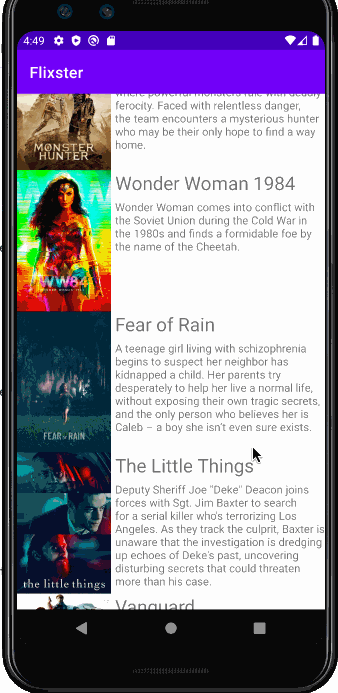 4:49
Flixster
where powerful monsters rule with deadly
ferocity. Faced with relentless danger,
the team encounters a mysterious hunter
who may be their only hope to find a way
home.
MONSTER
HUNTER
Wonder Woman 1984
Wonder Woman comes into conflict with
the Soviet Union during the Cold War in
the 1980s and finds a formidable foe by
the name of the Cheetah.
WW84
Fear of Rain
A teenage girl living with schizophrenia
begins to suspect her neighbor has
kidnapped a child. Her parents try
desperately to help her live a normal life,
without exposing their own tragic secrets,
and the only person who believes her is
Caleb – a boy she isn't even sure exists.
FEAR OF RAIN
The Little Things
Deputy Sheriff Joe "Deke" Deacon joins
forces with Sgt. Jim Baxter to search
for a serial killer who's terrorizing Los
Angeles. As they track the culprit, Baxter is
unaware that the investigation is dredging
up echoes of Deke's past, uncovering
disturbing secrets that could threaten
more than his case.
the little things
Vanguard